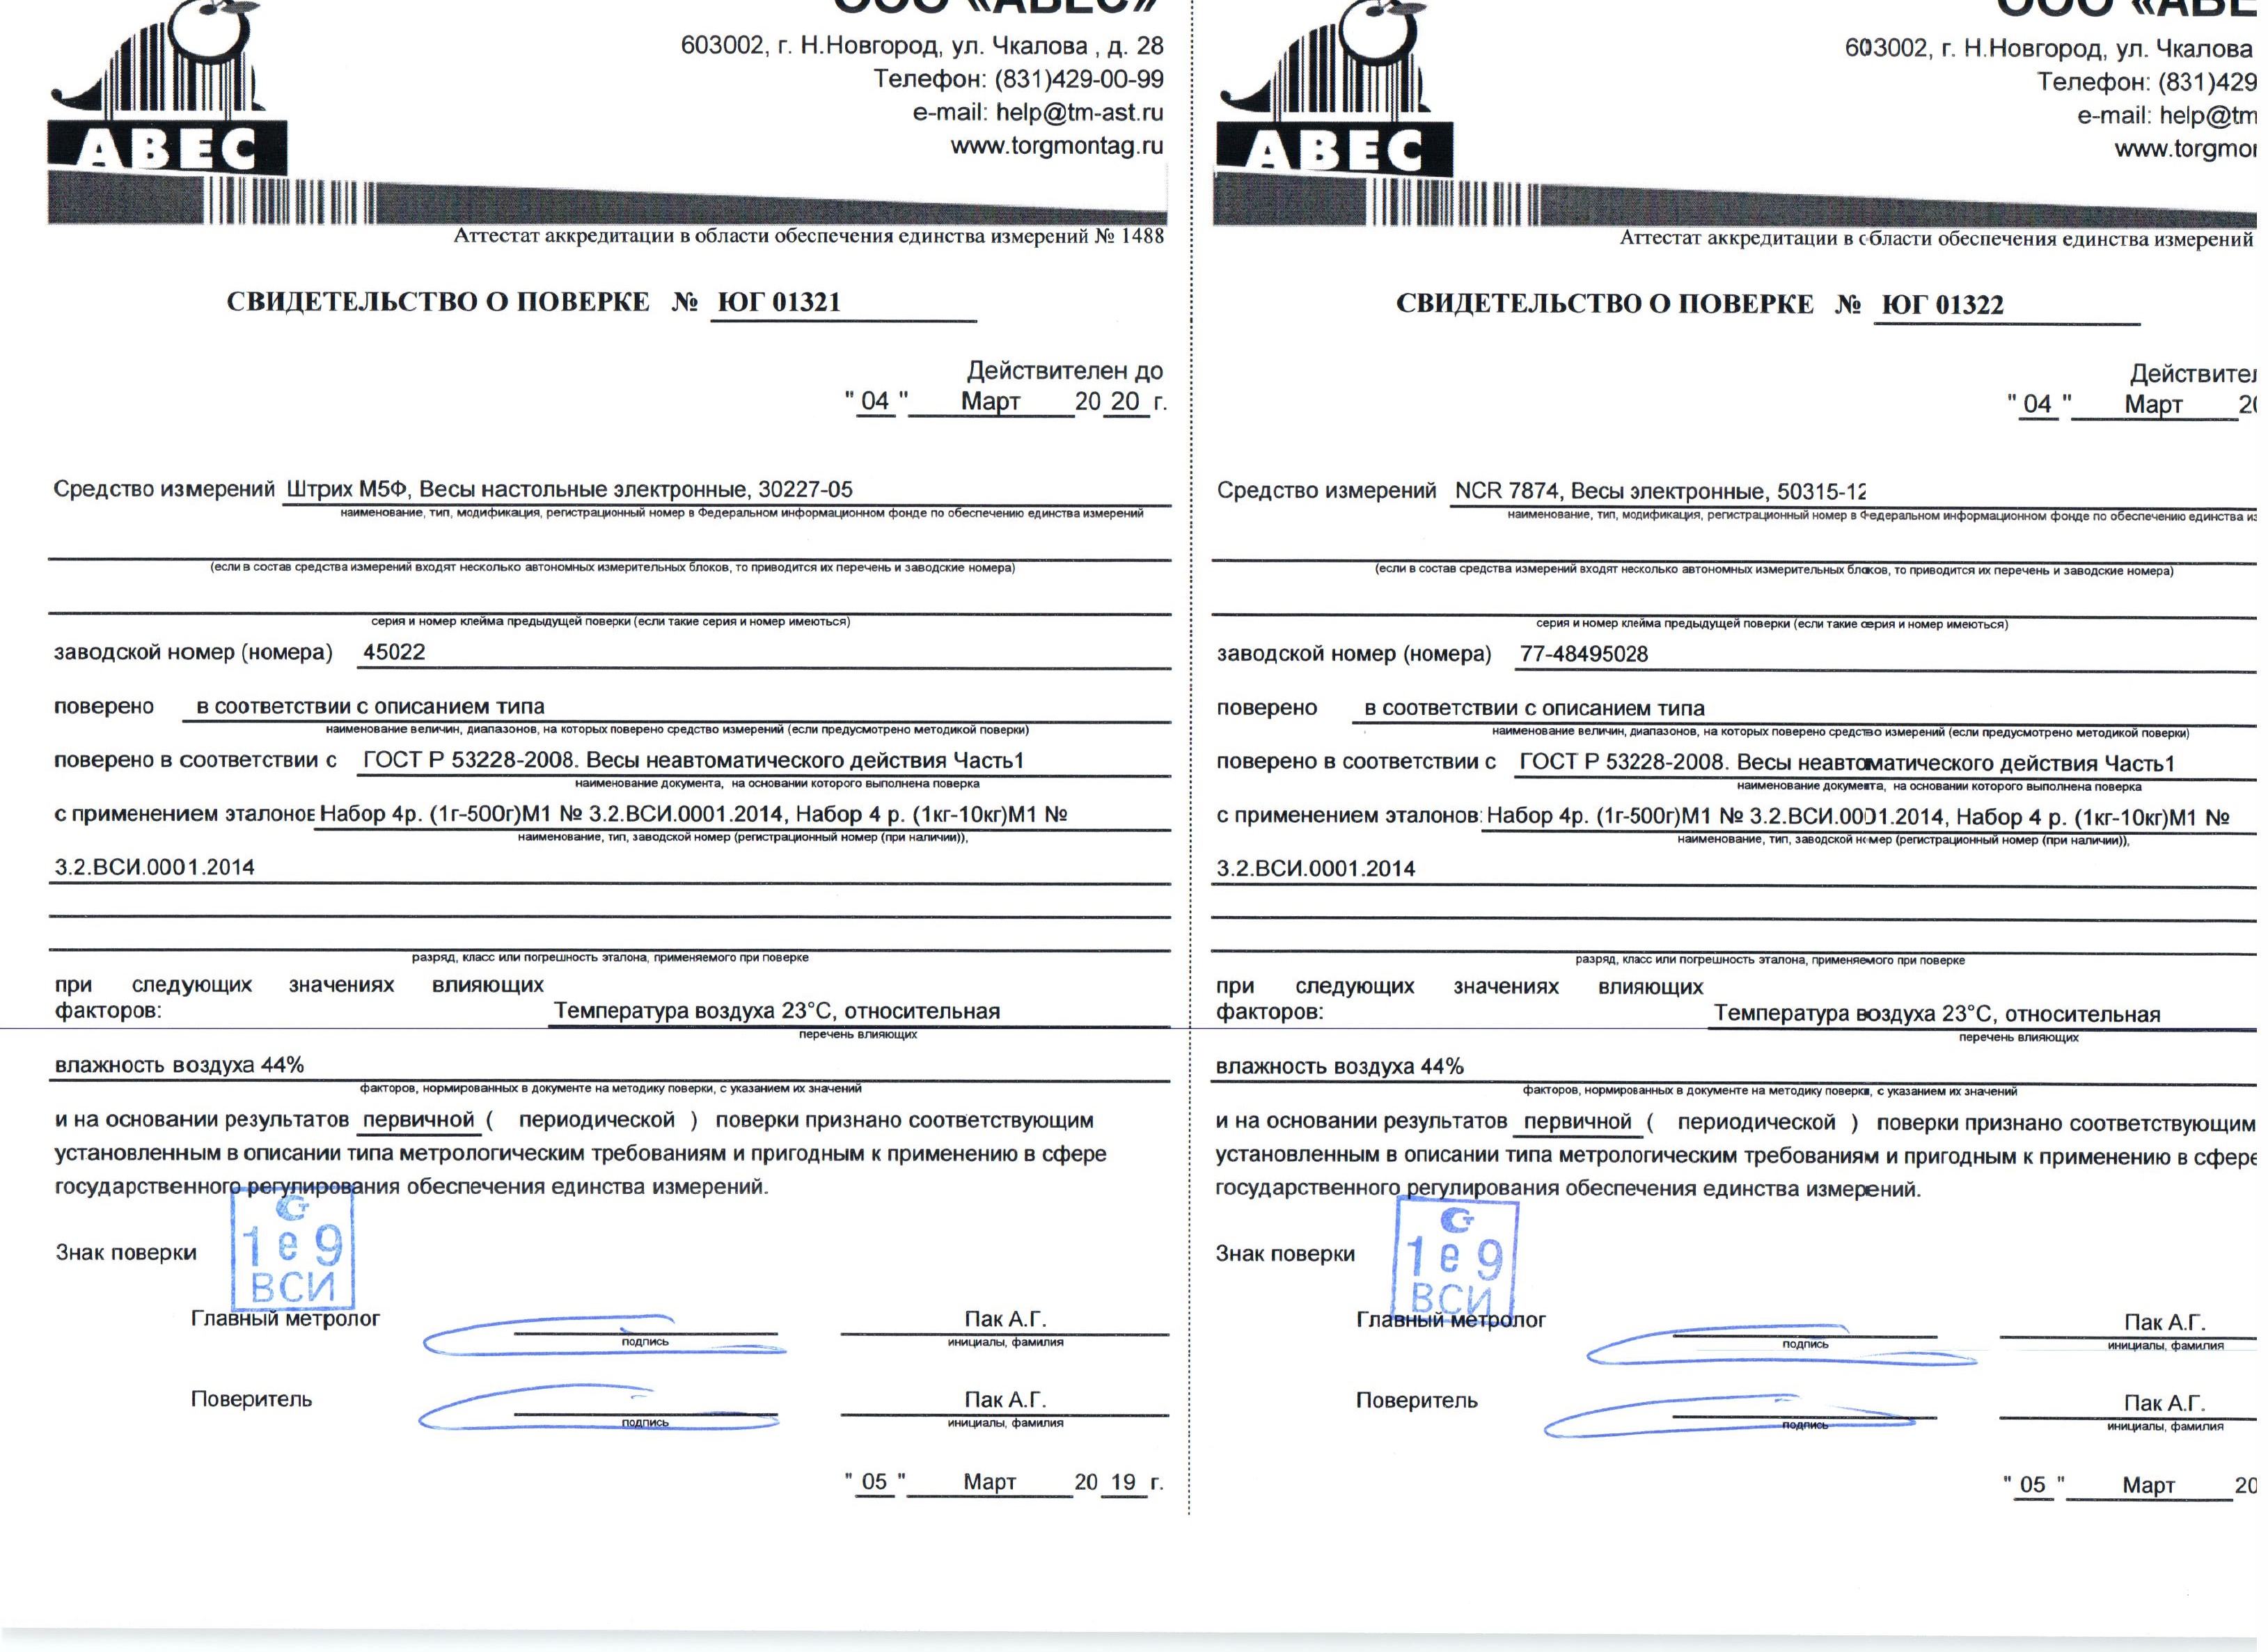 ООО «АВЕС»
603002, г. Н.Новгород, ул. Чкалова , д. 28
Телефон: (831)429-00-99
e-mail: help@tm-ast.ru
www.torgmontag.ru
АВЕС
Аттестат аккредитации в области обеспечения единства измерений № 1488
СВИДЕТЕЛЬСТВО О ПОВЕРКЕ № ЮГ 01321
Действителен до
" 04 " Март 20 20 г.
Средство измерений Штрих М5Ф, Весы настольные электронные, 30227-05
наименование, тип, модификация, регистрационный номер в Федеральном информационном фонде по обеспечению единства измерений
(если в состав средства измерений входят несколько автономных измерительных блоков, то приводится их перечень и заводские номера)
серия и номер клейма предыдущей поверки (если такие серия и номер имеються)
заводской номер (номера) 45022
поверено в соответствии с описанием типа
наименование величин, диапазонов, на которых поверено средство измерений (если предусмотрено методикой поверки)
поверено в соответствии с ГОСТ Р 53228-2008. Весы неавтоматического действия Часть1
наименование документа, на основании которого выполнена поверка
с применением эталонов Набор 4р. (1г-500г)М1 № 3.2.ВСИ.0001.2014, Набор 4 р. (1кг-10кг)М1 №
наименование, тип, заводской номер (регистрационный номер (при наличии)),
3.2.ВСИ.0001.2014
разряд, класс или погрешность эталона, применяемого при поверке
при следующих значениях влияющих
факторов: Температура воздуха 23°С, относительная
перечень влияющих
влажность воздуха 44%
факторов, нормированных в документе на методику поверки, с указанием их значений
и на основании результатов первичной ( периодической ) поверки признано соответствующим
установленным в описании типа метрологическим требованиям и пригодным к применению в сфере
государственного регулирования обеспечения единства измерений.
Знак поверки
1 е 9
ВСИ
Главный метролог Пак А.Г.
подпись инициалы, фамилия
Поверитель Пак А.Г.
подпись инициалы, фамилия
" 05 " Март 20 19 г.
ООО «АВЕ
603002, г. Н.Новгород, ул. Чкалова
Телефон: (831)429
e-mail: help@tm
www.torgmon
АВЕС
Аттестат аккредитации в области обеспечения единства измерений
СВИДЕТЕЛЬСТВО О ПОВЕРКЕ № ЮГ 01322
Действител
" 04 " Март 20
Средство измерений NCR 7874, Весы электронные, 50315-12
наименование, тип, модификация, регистрационный номер в Федеральном информационном фонде по обеспечению единства из
(если в состав средства измерений входят несколько автономных измерительных блоков, то приводится их перечень и заводские номера)
серия и номер клейма предыдущей поверки (если такие серия и номер имеються)
заводской номер (номера) 77-48495028
поверено в соответствии с описанием типа
наименование величин, диапазонов, на которых поверено средство измерений (если предусмотрено методикой поверки)
поверено в соответствии с ГОСТ Р 53228-2008. Весы неавтоматического действия Часть1
наименование документа, на основании которого выполнена поверка
с применением эталонов: Набор 4р. (1г-500г)М1 № 3.2.ВСИ.0001.2014, Набор 4 р. (1кг-10кг)М1 №
наименование, тип, заводской номер (регистрационный номер (при наличии)),
3.2.ВСИ.0001.2014
разряд, класс или погрешность эталона, применяемого при поверке
при следующих значениях влияющих
факторов: Температура воздуха 23°С, относительная
перечень влияющих
влажность воздуха 44%
факторов, нормированных в документе на методику поверки, с указанием их значений
и на основании результатов первичной ( периодической ) поверки признано соответствующим
установленным в описании типа метрологическим требованиям и пригодным к применению в сфере
государственного регулирования обеспечения единства измерений.
Знак поверки
1 е 9
ВСИ
Главный метролог Пак А.Г.
подпись инициалы, фамилия
Поверитель Пак А.Г.
подпись инициалы, фамилия
" 05 " Март 20